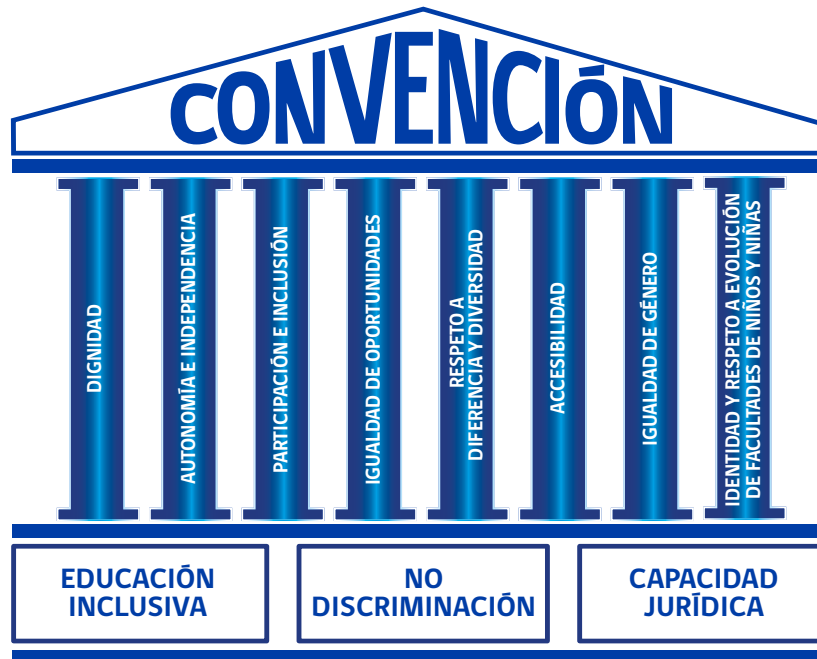 CONVENCIÓN
DIGNIDAD
AUTONOMÍA E INDEPENDENCIA
PARTICIPACIÓN E INCLUSIÓN
IGUALDAD DE OPORTUNIDADES
RESPETO A
DIFERENCIA Y DIVERSIDAD
ACCESIBILIDAD
IGUALDAD DE GÉNERO
IDENTIDAD Y RESPETO A EVOLUCIÓN
DE FACULTADES DE NIÑOS Y NIÑAS
EDUCACIÓN
INCLUSIVA
NO
DISCRIMINACIÓN
CAPACIDAD
JURÍDICA